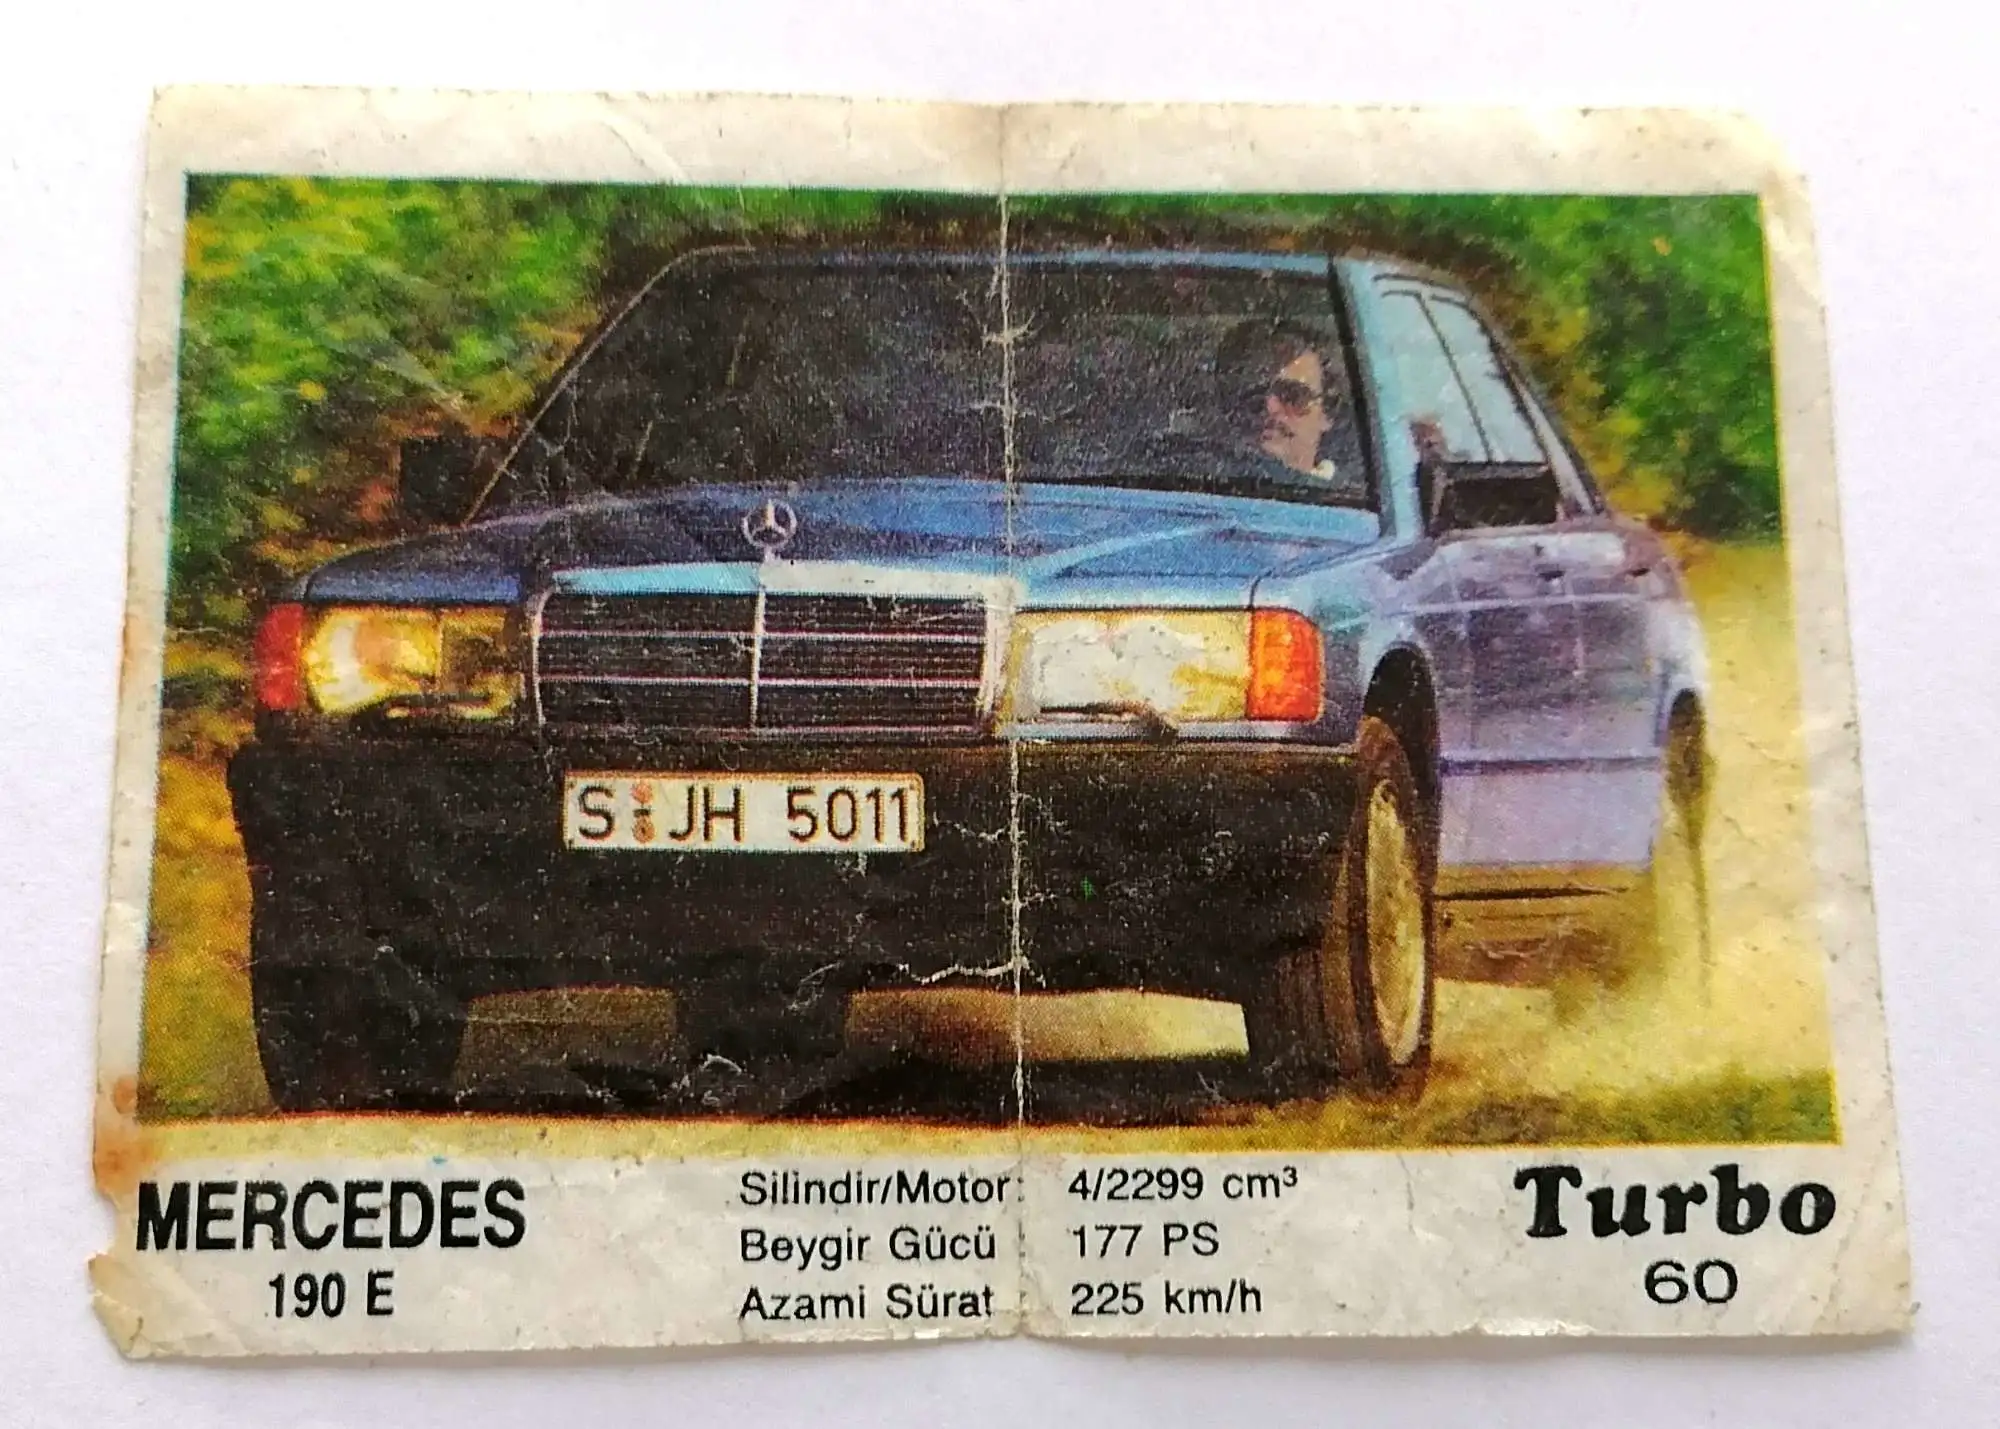 S JH 5011
MERCEDES
190 E
Silindir/Motor: 4/2299 cm³
Beygir Gücü : 177 PS
Azami Sürat : 225 km/h
Turbo
60